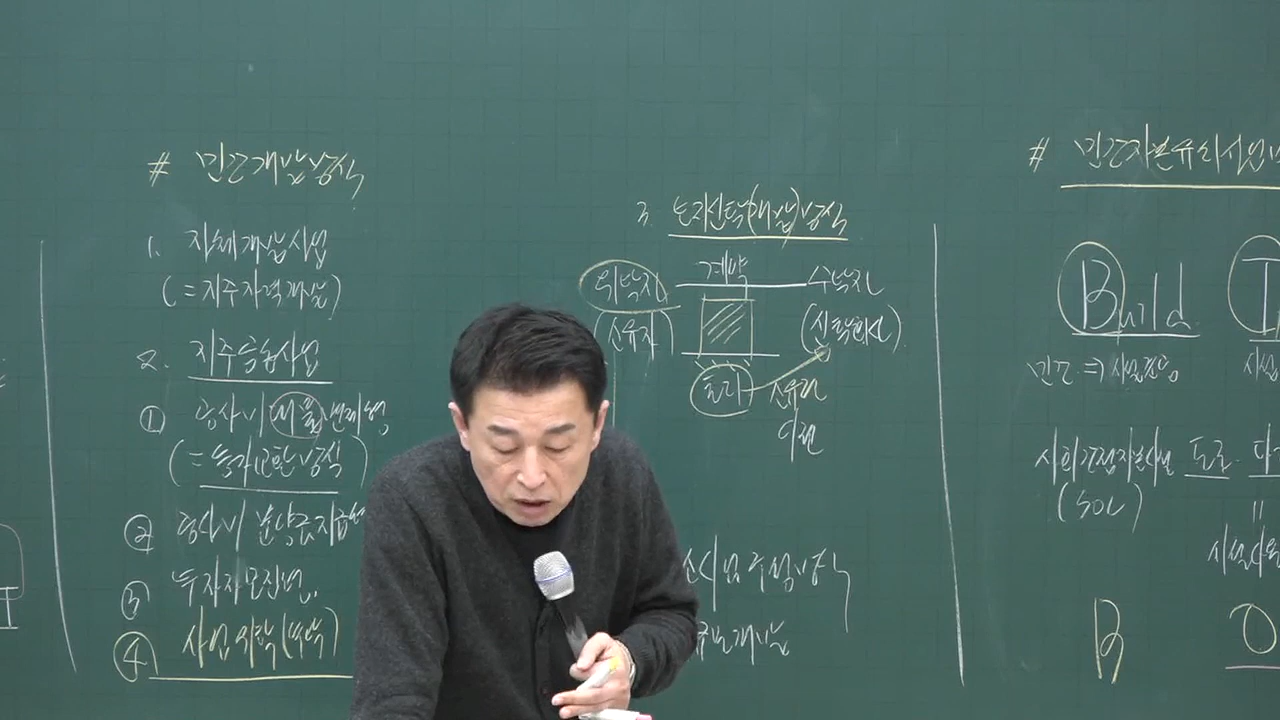 # 민간개발방식
1. 자체개발사업
(=지주자력개발)
2. 지주공동사업
① 공사비 대물변제형
(= 등가교환방식)
② 공사비 분양금지급형
③ 투자자모집형
④ 사업위탁(수탁)
3. 토지신탁(개발)방식
위탁자 계약 수탁자
(소유자) (신탁회사)
토지 소유권
이전
# 민간자본유치사업
Build
민간 ⇒ 시설준공
사회간접자본시설 도로.
(SOC)
=
B O